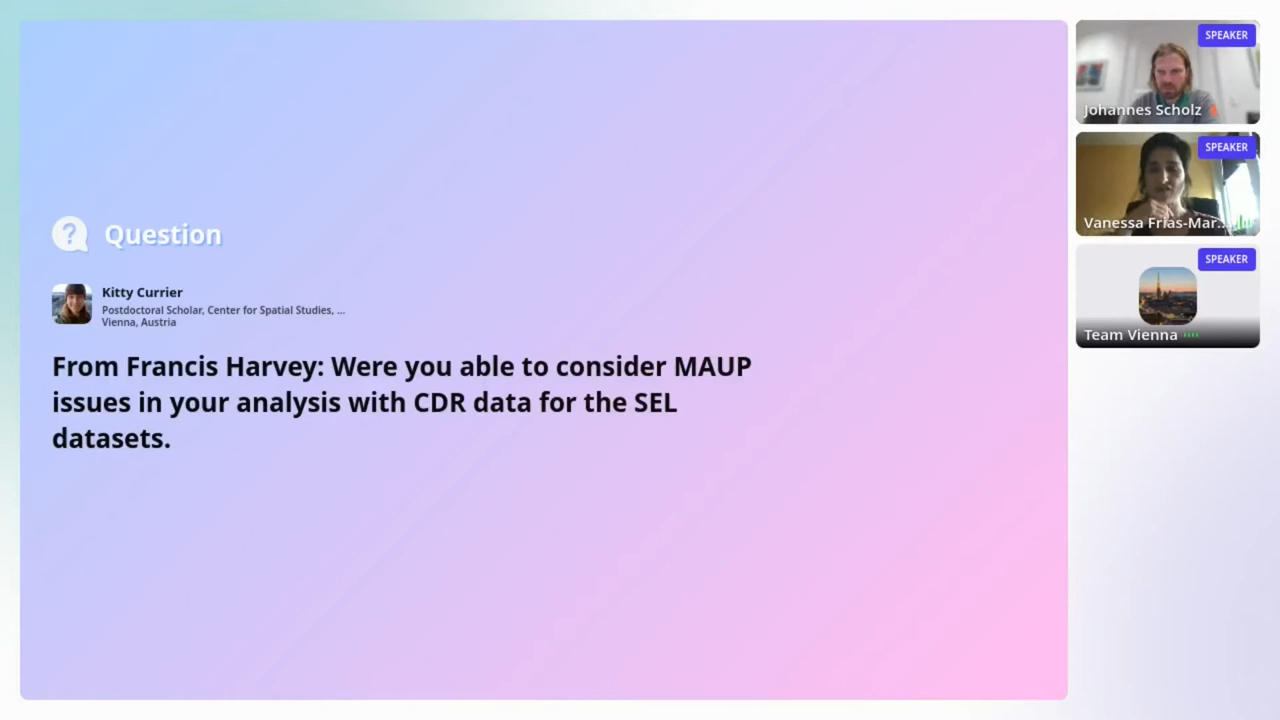 Question
Kitty Currier
Postdoctoral Scholar, Center for Spatial Studies, ...
Vienna, Austria
From Francis Harvey: Were you able to consider MAUP
issues in your analysis with CDR data for the SEL
datasets.
SPEAKER
Johannes Scholz
SPEAKER
Vanessa Frías-Mar...
SPEAKER
Team Vienna